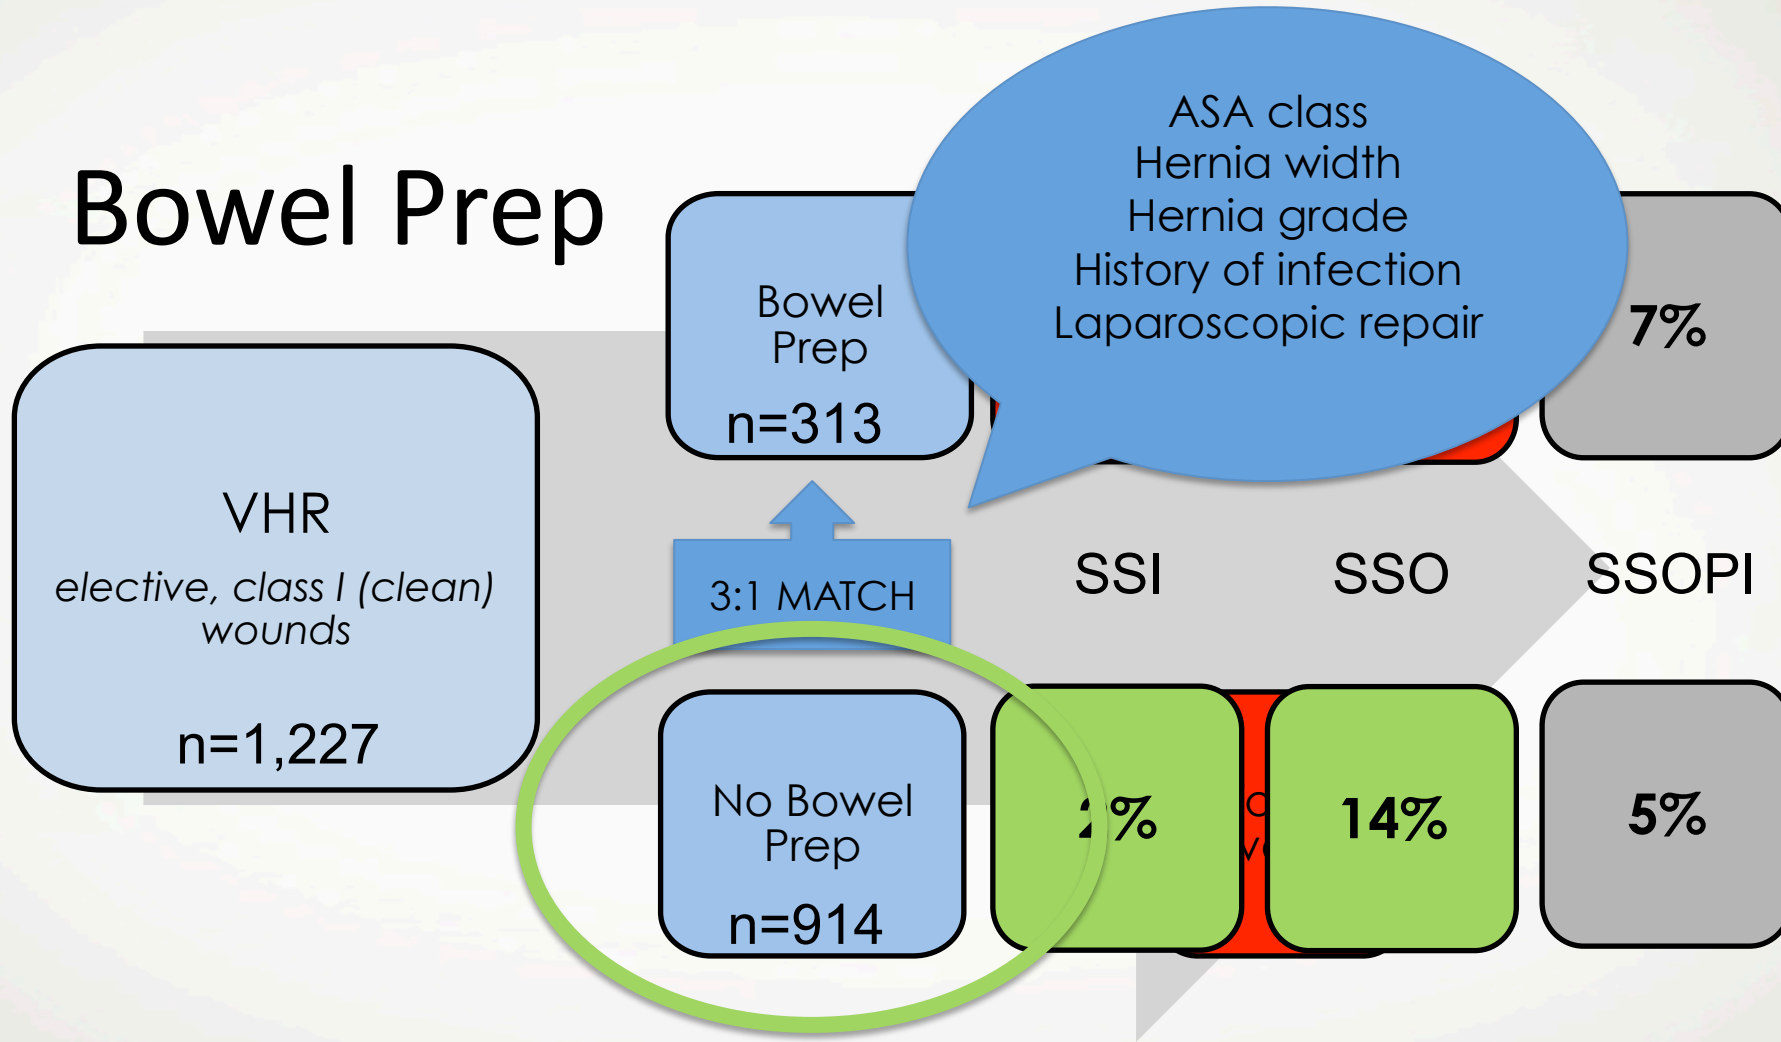 Bowel Prep
ASA class
Hernia width
Hernia grade
History of infection
Laparoscopic repair
Bowel
Prep
n=313
7%
VHR
elective, class I (clean)
wounds
n=1,227
3:1 MATCH
SSI
SSO
SSOPI
No Bowel
Prep
n=914
2%
14%
5%